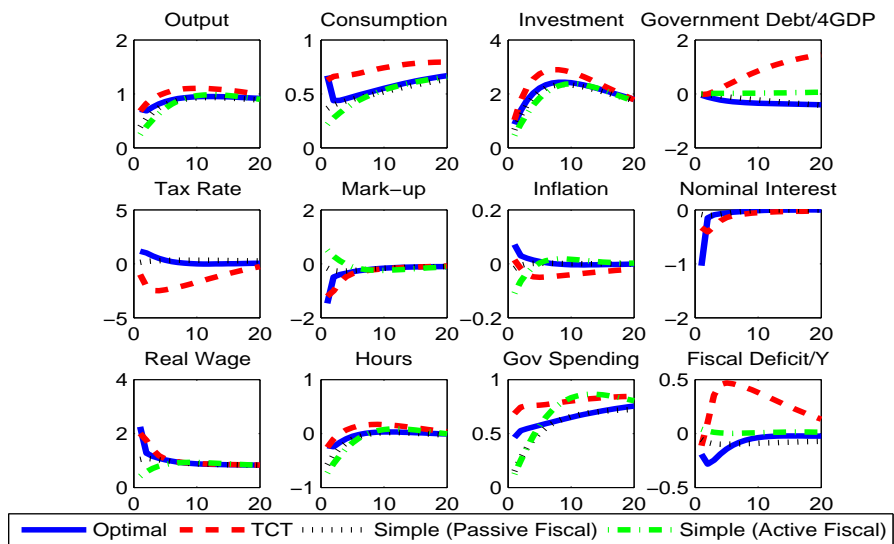 Output
Consumption
Investment
Government Debt/4GDP
2
1
0
0 10 20
1
0.5
0
0 10 20
4
2
0
0 10 20
2
0
−2
0 10 20
Tax Rate
Mark−up
Inflation
Nominal Interest
5
0
−5
0 10 20
2
0
−2
0 10 20
0.2
0
−0.2
0 10 20
0
−1
−2
0 10 20
Real Wage
Hours
Gov Spending
Fiscal Deficit/Y
4
2
0
0 10 20
1
0
−1
0 10 20
1
0.5
0
0 10 20
0.5
0
−0.5
0 10 20
Optimal TCT Simple (Passive Fiscal) Simple (Active Fiscal)